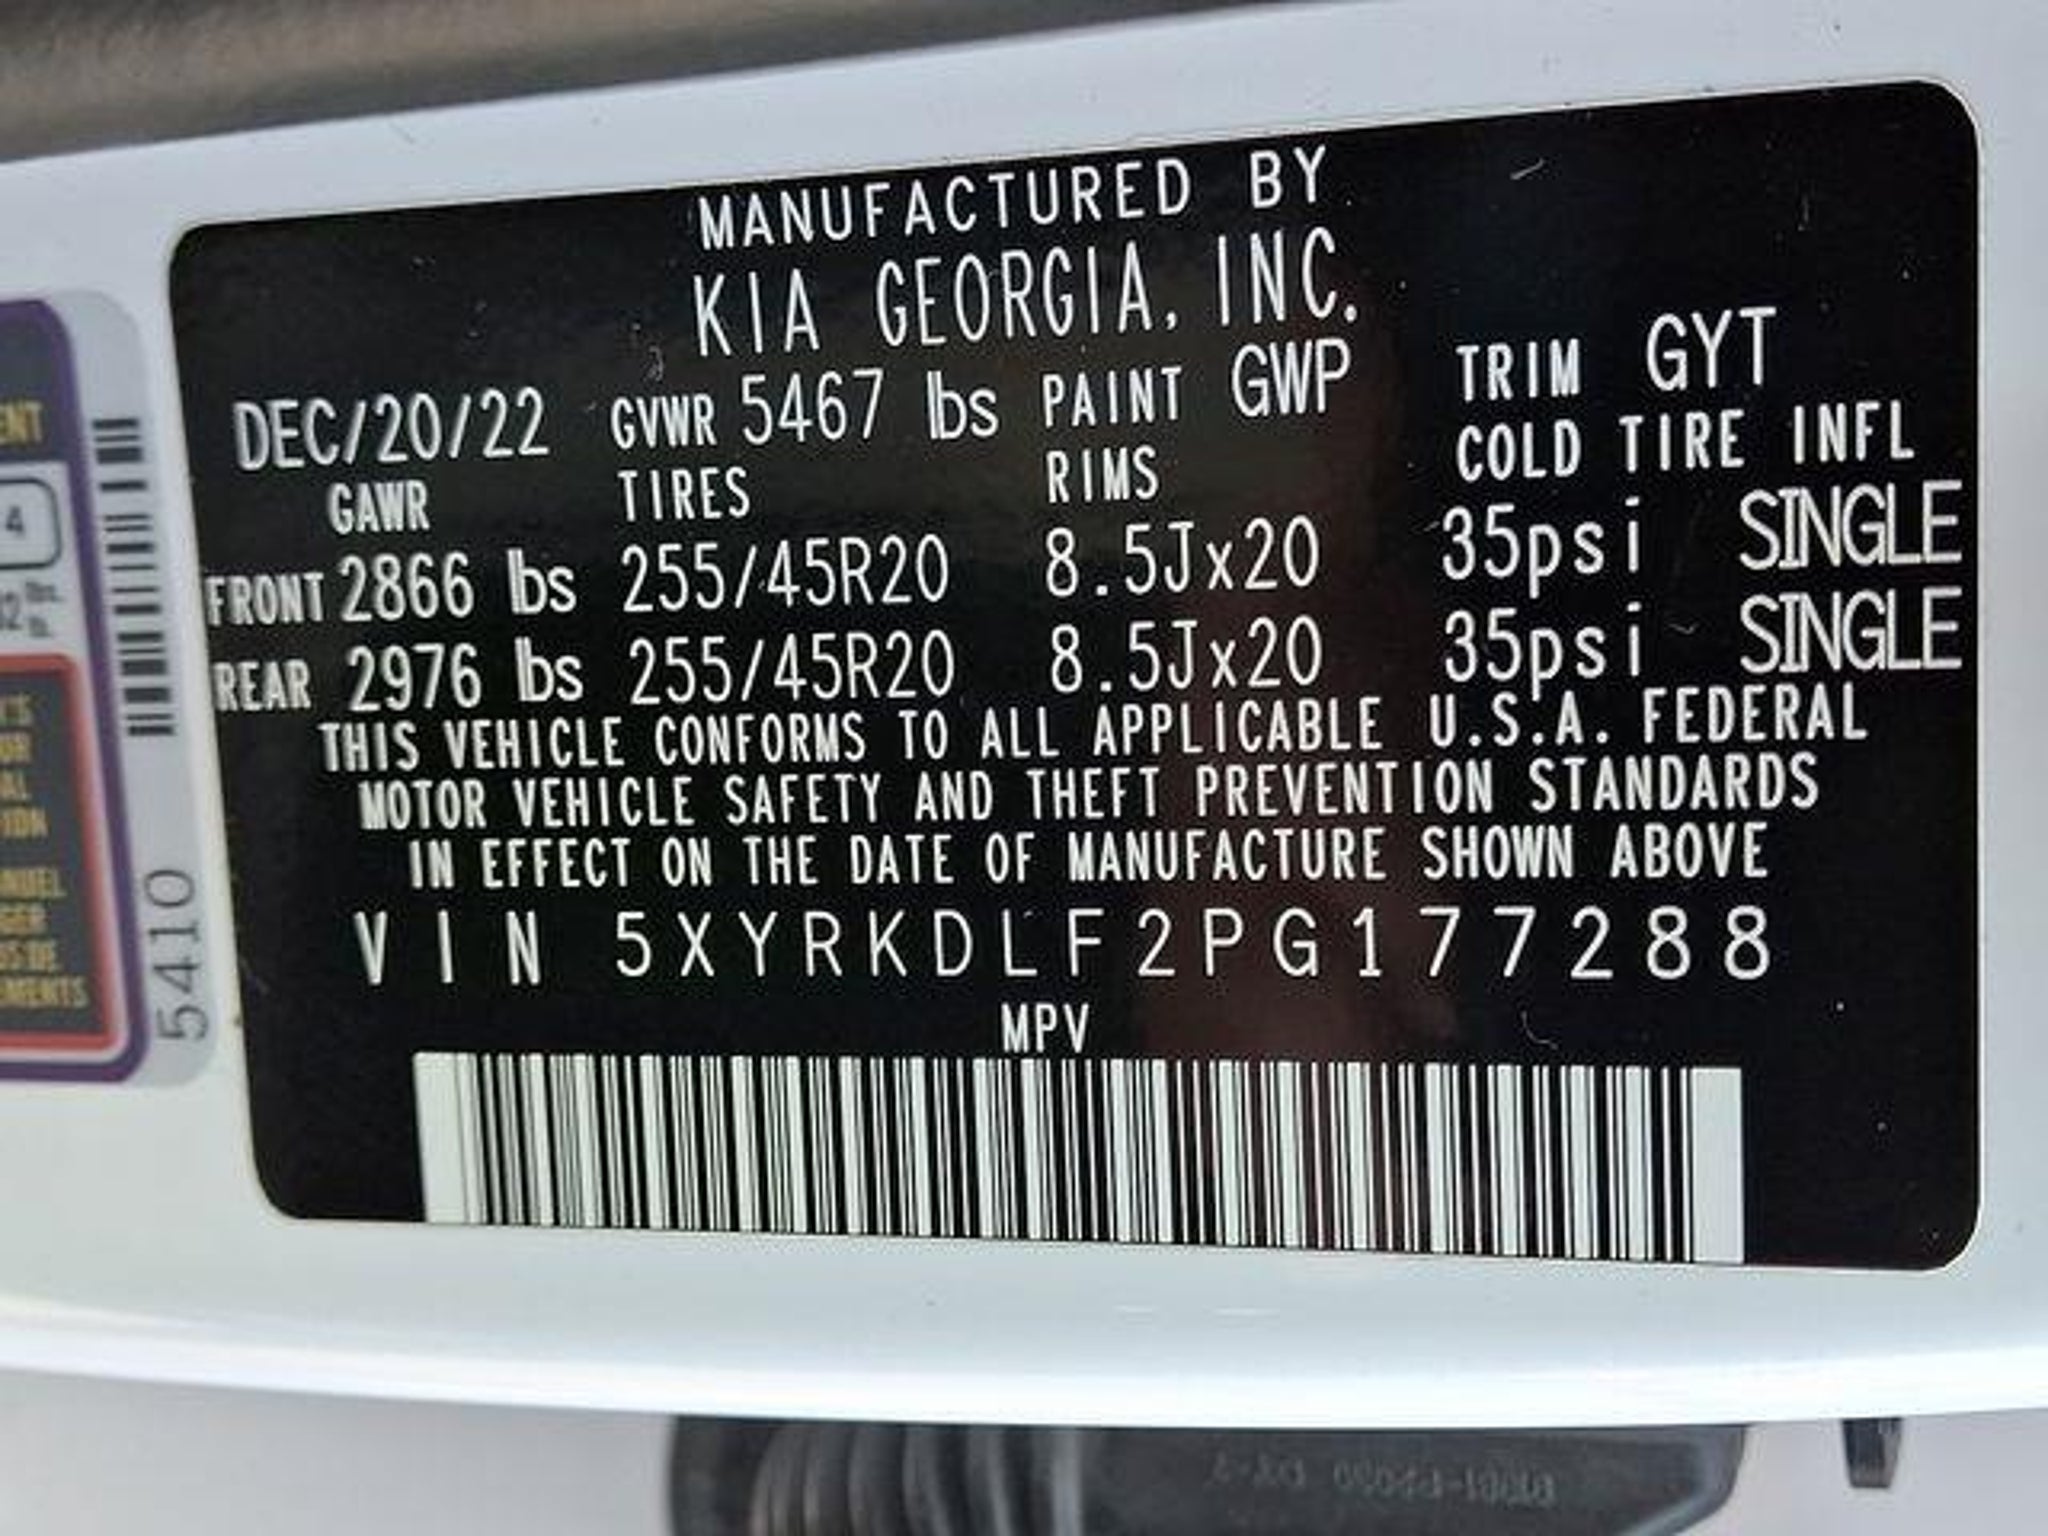 MANUFACTURED BY
KIA GEORGIA, INC.
DEC/20/22 GVWR 5467 lbs PAINT GWP TRIM GYT
GAWR TIRES RIMS COLD TIRE INFL
FRONT 2866 lbs 255/45R20 8.5Jx20 35psi SINGLE
REAR 2976 lbs 255/45R20 8.5Jx20 35psi SINGLE
THIS VEHICLE CONFORMS TO ALL APPLICABLE U.S.A. FEDERAL
MOTOR VEHICLE SAFETY AND THEFT PREVENTION STANDARDS
IN EFFECT ON THE DATE OF MANUFACTURE SHOWN ABOVE
VIN 5XYRKDLF2PG177288
MPV
4
5410